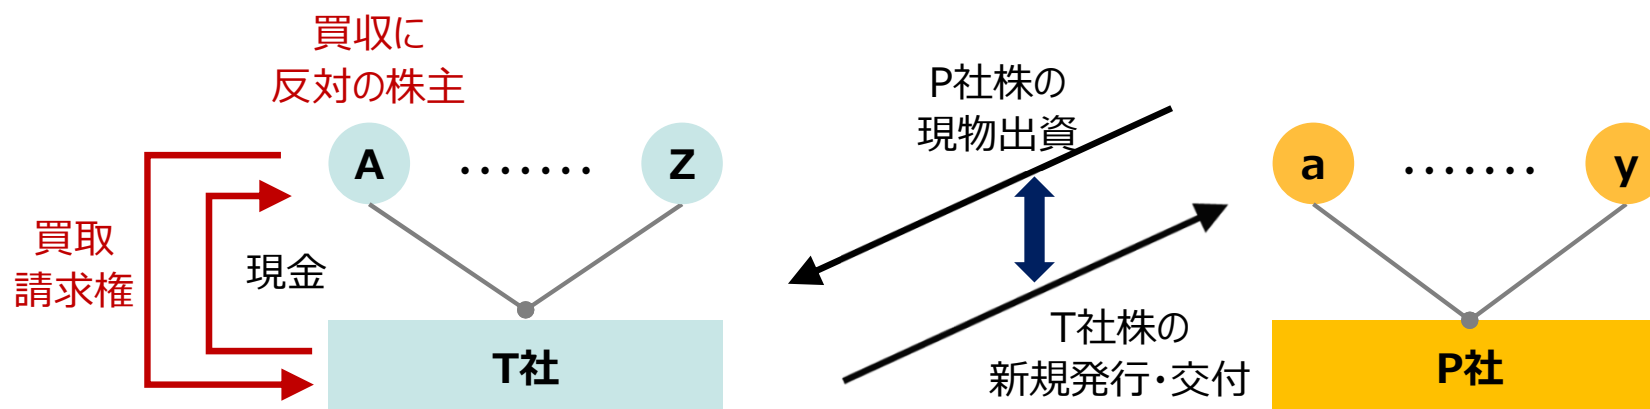 買収に
反対の株主
A
·······
Z
買取
請求権
現金
T社
P社株の
現物出資
T社株の
新規発行・交付
a
·······
y
P社